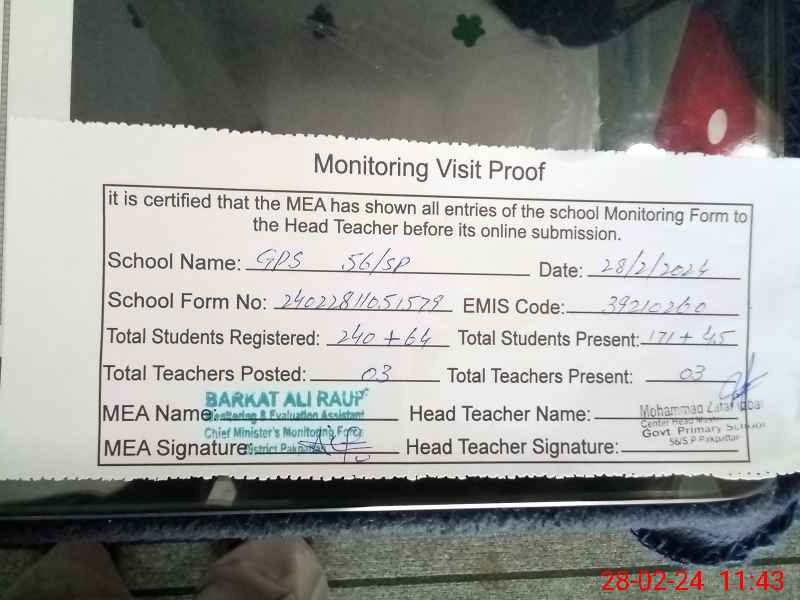 Monitoring Visit Proof
it is certified that the MEA has shown all entries of the school Monitoring Form to
the Head Teacher before its online submission.
School Name: GPS 56/SP Date: 28/2/2024
School Form No: 24022811051579 EMIS Code: 39210260
Total Students Registered: 240 + 64 Total Students Present: 171 + 45
Total Teachers Posted: 03 Total Teachers Present: 03
BARKAT ALI RAUF
MEA Name: Monitoring & Evaluation Assistant Head Teacher Name: Mohammad Zafar Iqbal
Center Head Master
Chief Minister's Monitoring Force Govt. Primary School
MEA Signature District Pakpattan Head Teacher Signature: 56/S.P Pakpattan
28-02-24 11:43